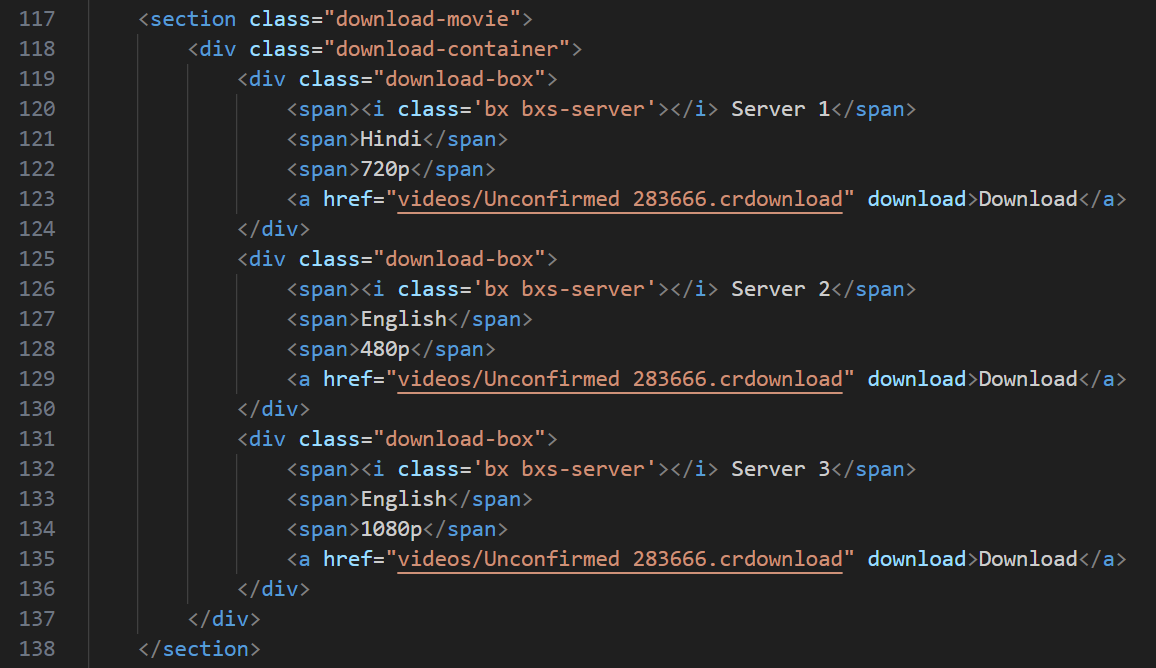 117 <section class="download-movie">
118 <div class="download-container">
119 <div class="download-box">
120 <span><i class='bx bxs-server'></i> Server 1</span>
121 <span>Hindi</span>
122 <span>720p</span>
123 <a href="videos/Unconfirmed 283666.crdownload" download>Download</a>
124 </div>
125 <div class="download-box">
126 <span><i class='bx bxs-server'></i> Server 2</span>
127 <span>English</span>
128 <span>480p</span>
129 <a href="videos/Unconfirmed 283666.crdownload" download>Download</a>
130 </div>
131 <div class="download-box">
132 <span><i class='bx bxs-server'></i> Server 3</span>
133 <span>English</span>
134 <span>1080p</span>
135 <a href="videos/Unconfirmed 283666.crdownload" download>Download</a>
136 </div>
137 </div>
138 </section>